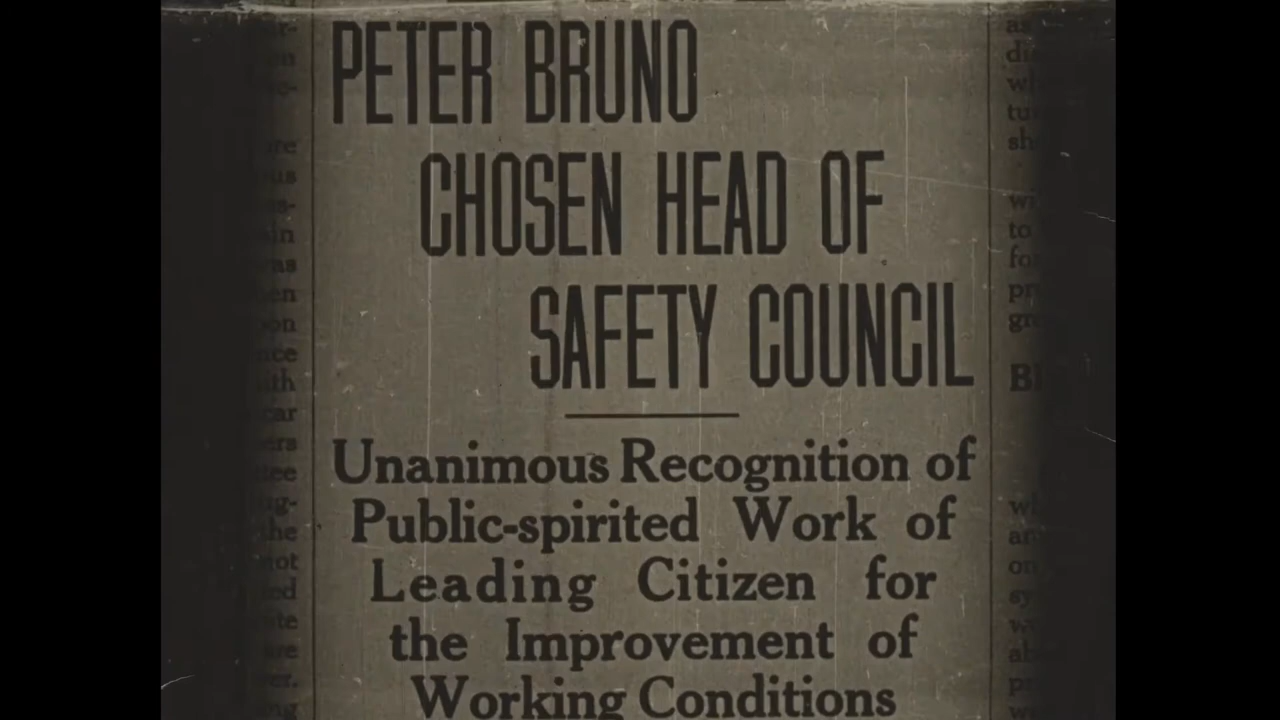 PETER BRUNO
CHOSEN HEAD OF
SAFETY COUNCIL
Unanimous Recognition of
Public-spirited Work of
Leading Citizen for
the Improvement of
Working Conditions